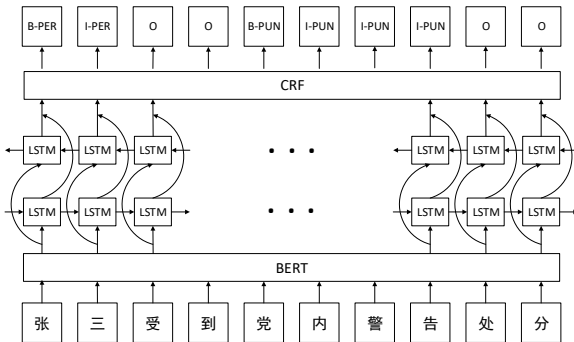 B-PER I-PER O O B-PUN I-PUN I-PUN I-PUN O O
CRF
LSTM LSTM LSTM LSTM LSTM LSTM
LSTM LSTM LSTM LSTM LSTM LSTM
BERT
张 三 受 到 党 内 警 告 处 分